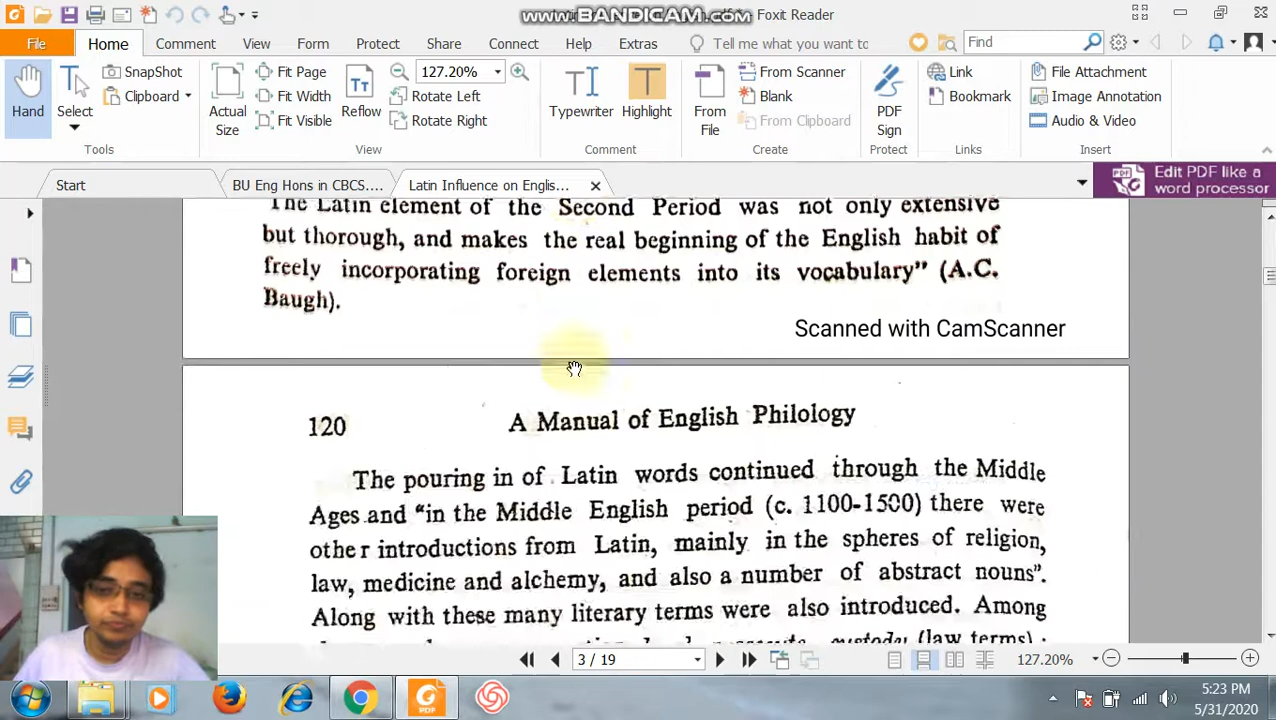 www.BANDICAM.com
Foxit Reader
File Home Comment View Form Protect Share Connect Help Extras Tell me what you want to Find
Hand
Select
SnapShot
Clipboard
Tools
Actual Size
Fit Page
Fit Width
Fit Visible
Reflow
127.20%
Rotate Left
Rotate Right
View
Typewriter
Highlight
Comment
From File
From Scanner
Blank
From Clipboard
Create
PDF Sign
Protect
Link
Bookmark
Links
File Attachment
Image Annotation
Audio & Video
Insert
Start
BU Eng Hons in CBCS....
Latin Influence on Englis...
Edit PDF like a
word processor
The Latin element of the Second Period was not only extensive
but thorough, and makes the real beginning of the English habit of
freely incorporating foreign elements into its vocabulary” (A.C.
Baugh).
Scanned with CamScanner
120 A Manual of English Philology
The pouring in of Latin words continued through the Middle
Ages and “in the Middle English period (c. 1100-1500) there were
other introductions from Latin, mainly in the spheres of religion,
law, medicine and alchemy, and also a number of abstract nouns”.
Along with these many literary terms were also introduced. Among
custody (law terms) ;
3 / 19
127.20%
PDF
5:23 PM
5/31/2020